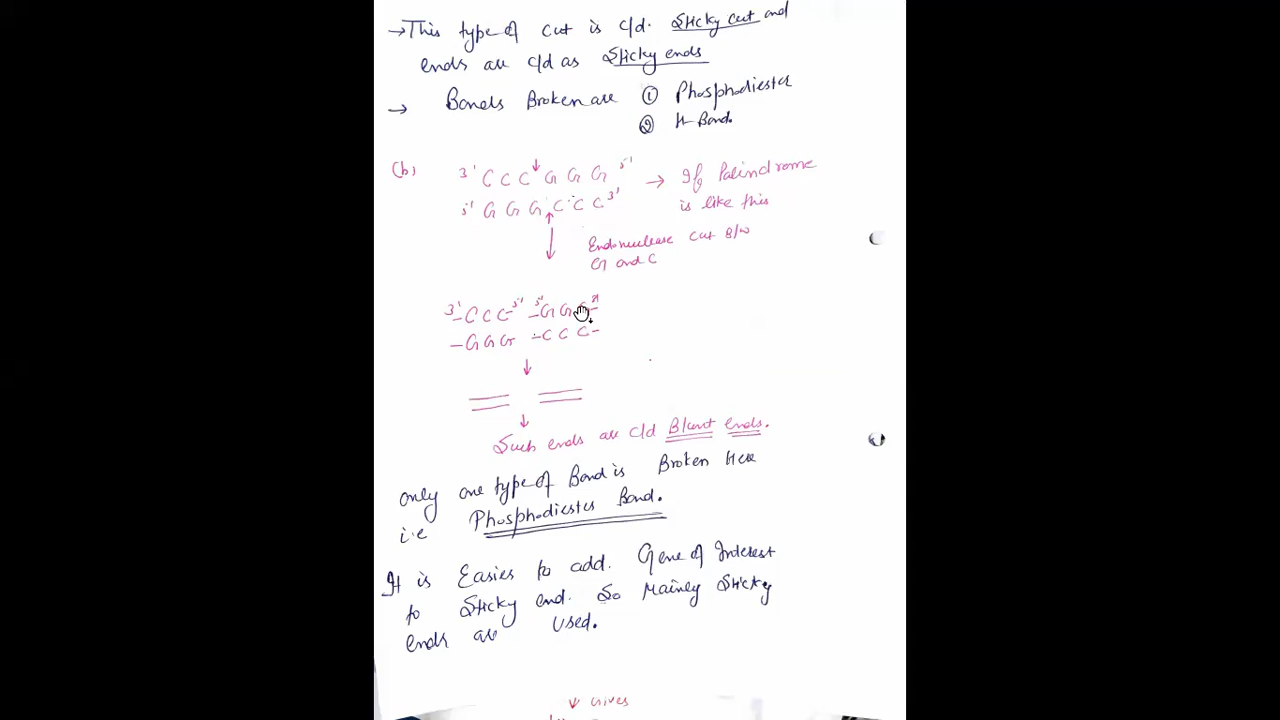 → This type of cut is c/d. Sticky cut and
ends are c/d as Sticky ends
→ Bonds Broken are ① Phosphodiester
② H-Bond.
(b) 3' C C C ↓ G G G 5' → If Palindrome
5' G G G ↑ C C C 3' is like this
↓ Endonuclease cut B/w
G and C
3' - C C C - 5' 5' - G G
- G G G - C C C -
↓
↓
Such ends are c/d Blunt ends.
only one type of Bond is Broken Here
i.e Phosphodiester Bond.
It is Easies to add. Gene of Interest
to Sticky end. So Mainly Sticky
ends are used.
↓ Gives